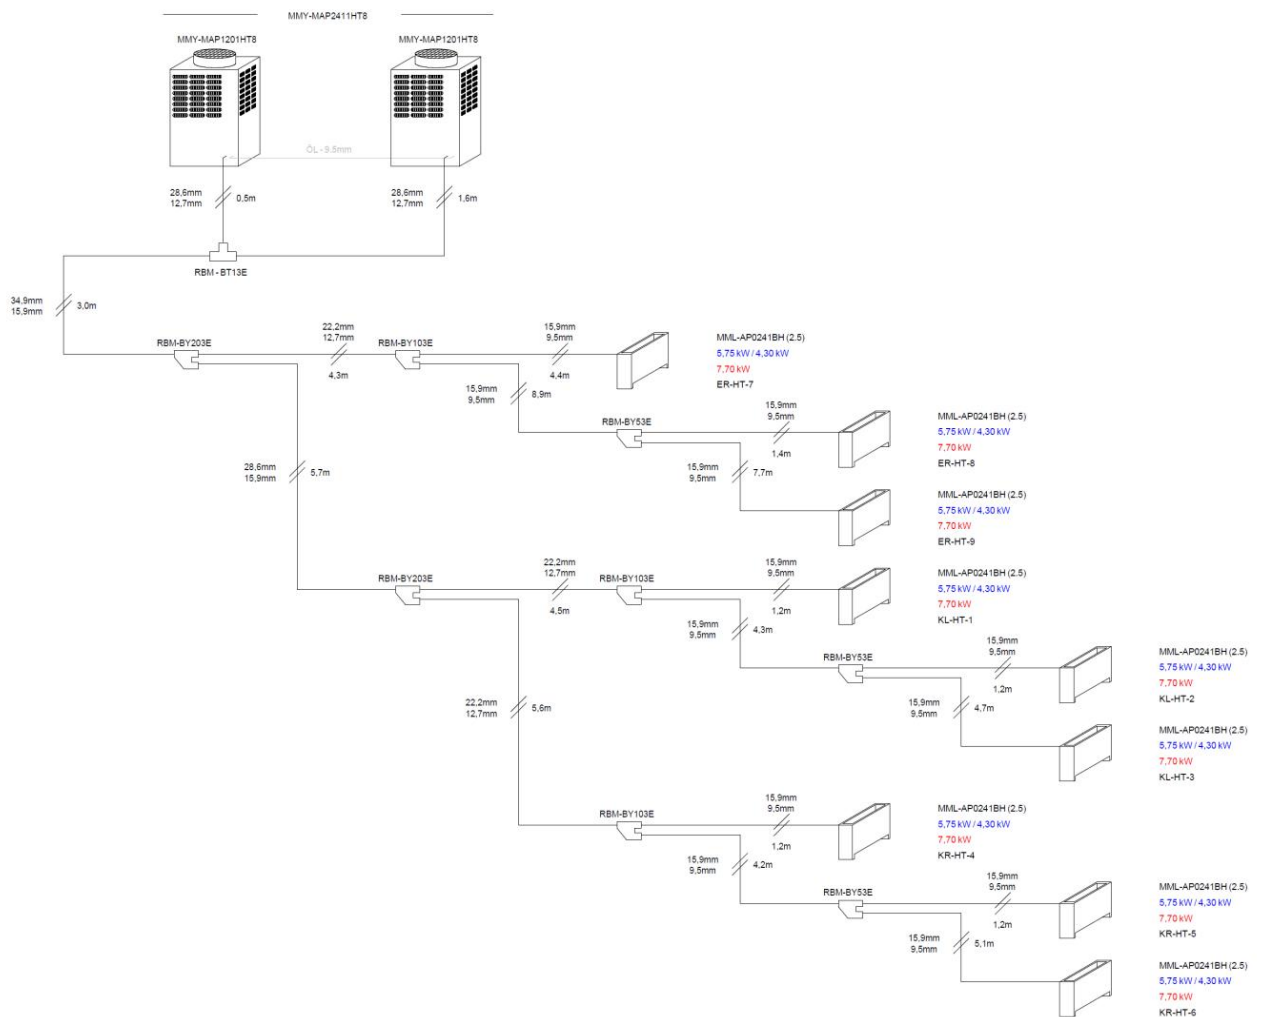 MMY-MAP2411HT8
MMY-MAP1201HT8
MMY-MAP1201HT8
ÖL - 9.5mm
28,6mm
12,7mm
0,5m
28,6mm
12,7mm
1,6m
RBM - BT13E
34,9mm
15,9mm
3,0m
RBM-BY203E
22,2mm
12,7mm
4,3m
RBM-BY103E
15,9mm
9,5mm
4,4m
MML-AP0241BH (2.5)
5,75 kW / 4,30 kW
7,70 kW
ER-HT-7
15,9mm
9,5mm
8,9m
RBM-BY53E
15,9mm
9,5mm
1,4m
MML-AP0241BH (2.5)
5,75 kW / 4,30 kW
7,70 kW
ER-HT-8
15,9mm
9,5mm
7,7m
MML-AP0241BH (2.5)
5,75 kW / 4,30 kW
7,70 kW
ER-HT-9
28,6mm
15,9mm
5,7m
RBM-BY203E
22,2mm
12,7mm
4,5m
RBM-BY103E
15,9mm
9,5mm
1,2m
MML-AP0241BH (2.5)
5,75 kW / 4,30 kW
7,70 kW
KL-HT-1
15,9mm
9,5mm
4,3m
RBM-BY53E
15,9mm
9,5mm
1,2m
MML-AP0241BH (2.5)
5,75 kW / 4,30 kW
7,70 kW
KL-HT-2
15,9mm
9,5mm
4,7m
MML-AP0241BH (2.5)
5,75 kW / 4,30 kW
7,70 kW
KL-HT-3
22,2mm
12,7mm
5,6m
RBM-BY103E
15,9mm
9,5mm
1,2m
MML-AP0241BH (2.5)
5,75 kW / 4,30 kW
7,70 kW
KR-HT-4
15,9mm
9,5mm
4,2m
RBM-BY53E
15,9mm
9,5mm
1,2m
MML-AP0241BH (2.5)
5,75 kW / 4,30 kW
7,70 kW
KR-HT-5
15,9mm
9,5mm
5,1m
MML-AP0241BH (2.5)
5,75 kW / 4,30 kW
7,70 kW
KR-HT-6